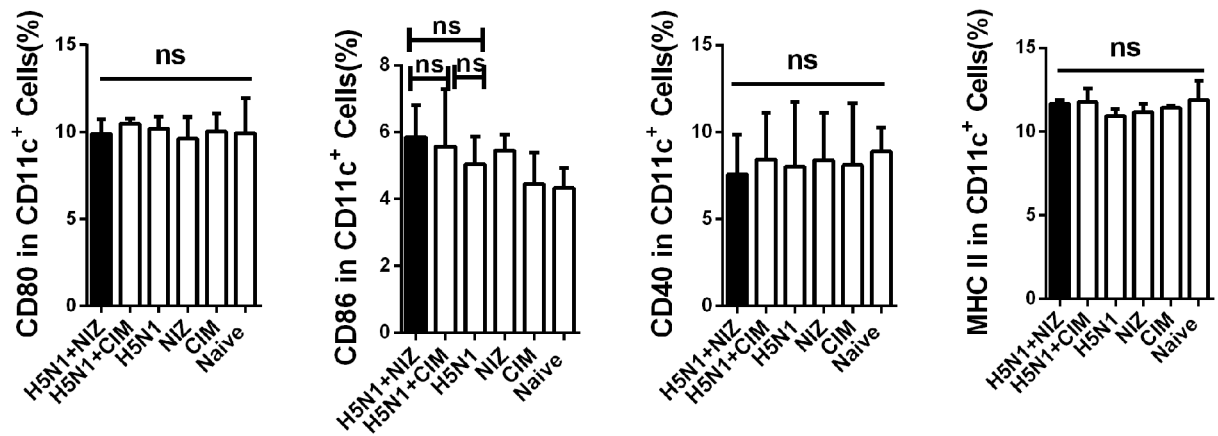 CD80 in CD11c+ Cells(%)
15
10
5
0
ns
H5N1+NIZ
H5N1+CIM
H5N1
NIZ
CIM
Naive
CD86 in CD11c+ Cells(%)
8
6
4
2
0
ns
ns
ns
H5N1+NIZ
H5N1+CIM
H5N1
NIZ
CIM
Naive
CD40 in CD11c+ Cells(%)
15
10
5
0
ns
H5N1+NIZ
H5N1+CIM
H5N1
NIZ
CIM
Naive
MHC II in CD11c+ Cells(%)
15
10
5
0
ns
H5N1+NIZ
H5N1+CIM
H5N1
NIZ
CIM
Naive